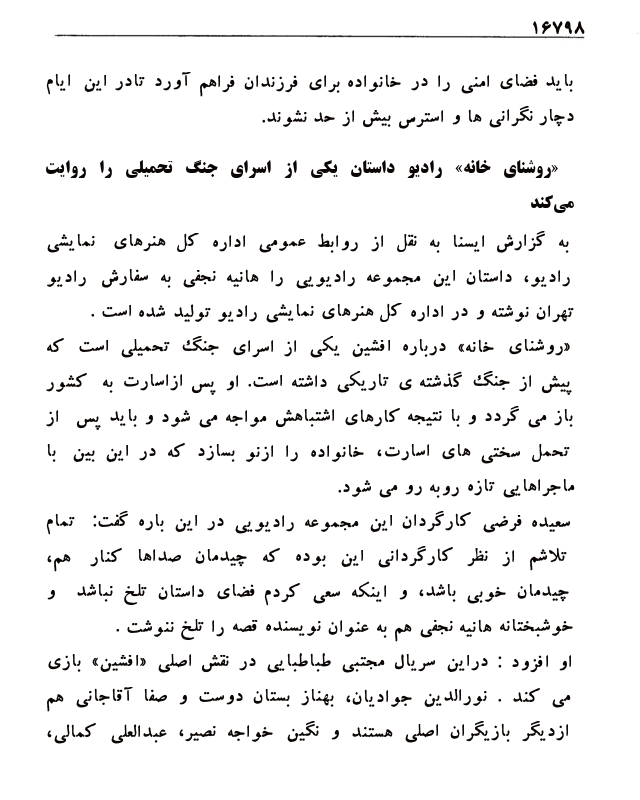 ۱۶۷۹۸
باید فضای امنی را در خانواده برای فرزندان فراهم آورد تادر این ایام
دچار نگرانی ها و استرس بیش از حد نشوند.
«روشنای خانه» رادیو داستان یکی از اسرای جنگ تحمیلی را روایت
می‌کند
به گزارش ایسنا به نقل از روابط عمومی اداره کل هنرهای نمایشی
رادیو، داستان این مجموعه رادیویی را هانیه نجفی به سفارش رادیو
تهران نوشته و در اداره کل هنرهای نمایشی رادیو تولید شده است .
«روشنای خانه» درباره افشین یکی از اسرای جنگ تحمیلی است که
پیش از جنگ گذشته ی تاریکی داشته است. او پس ازاسارت به کشور
باز می گردد و با نتیجه کارهای اشتباهش مواجه می شود و باید پس از
تحمل سختی های اسارت، خانواده را ازنو بسازد که در این بین با
ماجراهایی تازه روبه رو می شود.
سعیده فرضی کارگردان این مجموعه رادیویی در این باره گفت: تمام
تلاشم از نظر کارگردانی این بوده که چیدمان صداها کنار هم،
چیدمان خوبی باشد، و اینکه سعی کردم فضای داستان تلخ نباشد و
خوشبختانه هانیه نجفی هم به عنوان نویسنده قصه را تلخ ننوشت .
او افزود : دراین سریال مجتبی طباطبایی در نقش اصلی «افشین» بازی
می کند . نورالدین جوادیان، بهناز بستان دوست و صفا آقاجانی هم
ازدیگر بازیگران اصلی هستند و نگین خواجه نصیر، عبدالعلی کمالی،